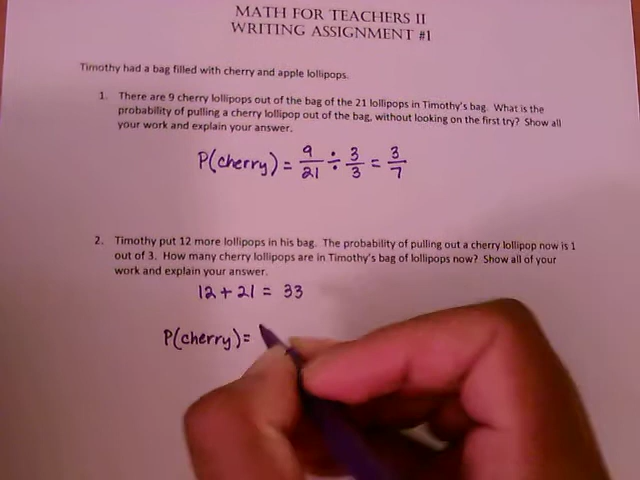 MATH FOR TEACHERS II
WRITING ASSIGNMENT #1
Timothy had a bag filled with cherry and apple lollipops.
1. There are 9 cherry lollipops out of the bag of the 21 lollipops in Timothy's bag. What is the
probability of pulling a cherry lollipop out of the bag, without looking on the first try? Show all
your work and explain your answer.
P(cherry) = 9/21 ÷ 3/3 = 3/7
2. Timothy put 12 more lollipops in his bag. The probability of pulling out a cherry lollipop now is 1
out of 3. How many cherry lollipops are in Timothy's bag of lollipops now? Show all of your
work and explain your answer.
12 + 21 = 33
P(cherry) =